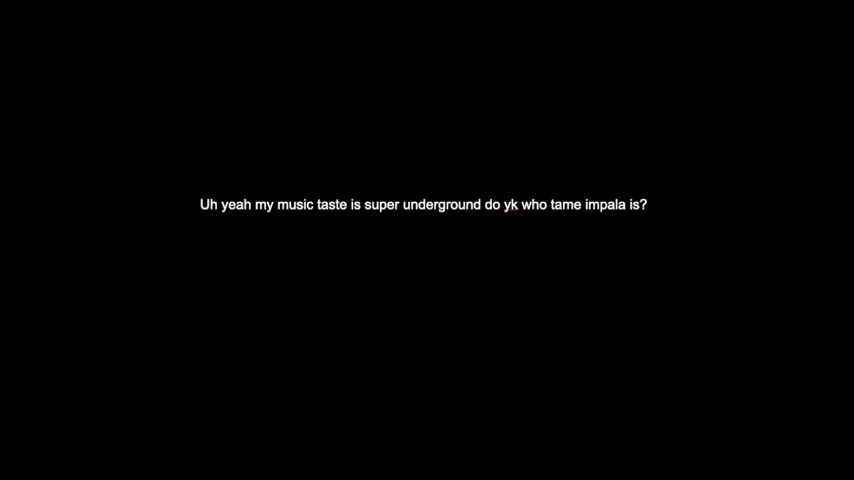 Uh yeah my music taste is super underground do yk who tame impala is?